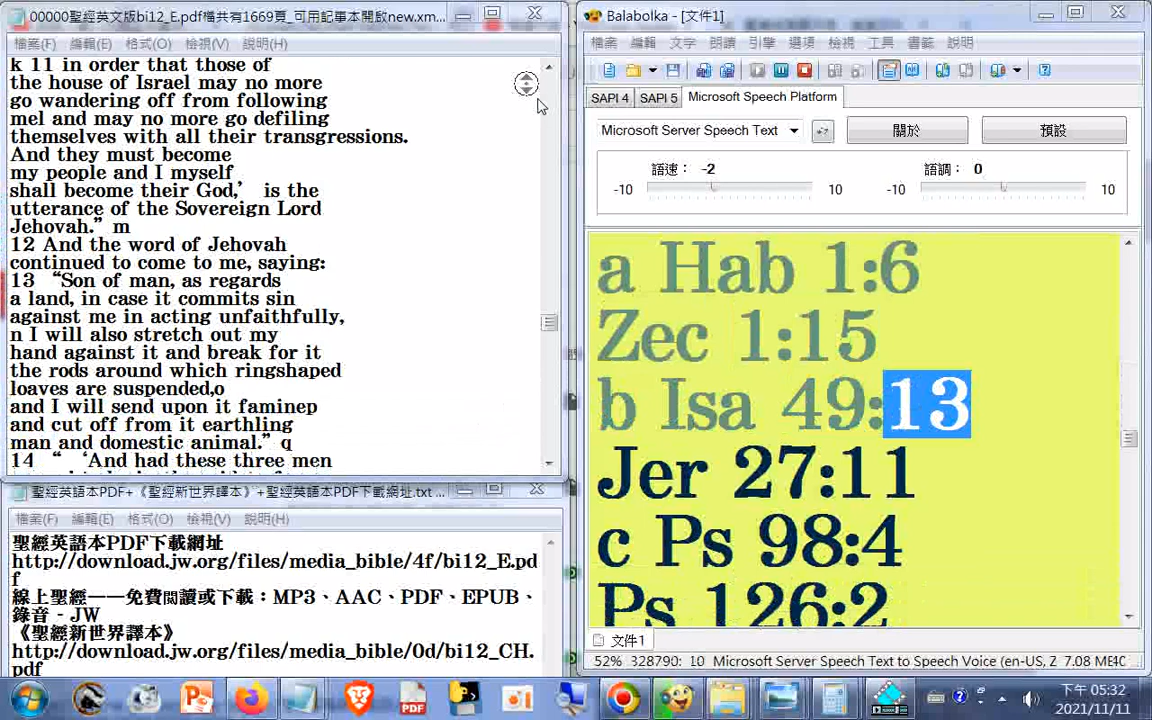 00000聖經英文版bi12_E.pdf檔共有1669頁_可用記事本開啟new.xm...
檔案(F) 編輯(E) 格式(O) 檢視(V) 說明(H)
k 11 in order that those of
the house of Israel may no more
go wandering off from following
mel and may no more go defiling
themselves with all their transgressions.
And they must become
my people and I myself
shall become their God,’ is the
utterance of the Sovereign Lord
Jehovah.” m
12 And the word of Jehovah
continued to come to me, saying:
13 “Son of man, as regards
a land, in case it commits sin
against me in acting unfaithfully,
n I will also stretch out my
hand against it and break for it
the rods around which ringshaped
loaves are suspended,o
and I will send upon it faminep
and cut off from it earthling
man and domestic animal.” q
14 “ ‘And had these three men
聖經英語本PDF+《聖經新世界譯本》+聖經英語本PDF下載網址.txt ...
檔案(F) 編輯(E) 格式(O) 檢視(V) 說明(H)
聖經英語本PDF下載網址
http://download.jw.org/files/media_bible/4f/bi12_E.pd
f
線上聖經——免費閱讀或下載：MP3、AAC、PDF、EPUB、
錄音 - JW
《聖經新世界譯本》
http://download.jw.org/files/media_bible/0d/bi12_CH.
pdf
Balabolka - [文件1]
檔案 編輯 文字 朗讀 引擎 選項 檢視 工具 書籤 說明
SAPI 4 SAPI 5 Microsoft Speech Platform
Microsoft Server Speech Text 關於 預設
語速： -2 語調： 0
-10 10 -10 10
a Hab 1:6
Zec 1:15
b Isa 49:13
Jer 27:11
c Ps 98:4
Ps 126:2
文件1
52% 328790: 10 Microsoft Server Speech Text to Speech Voice (en-US, Z 7.08 ME
PDF
下午 05:32
2021/11/11